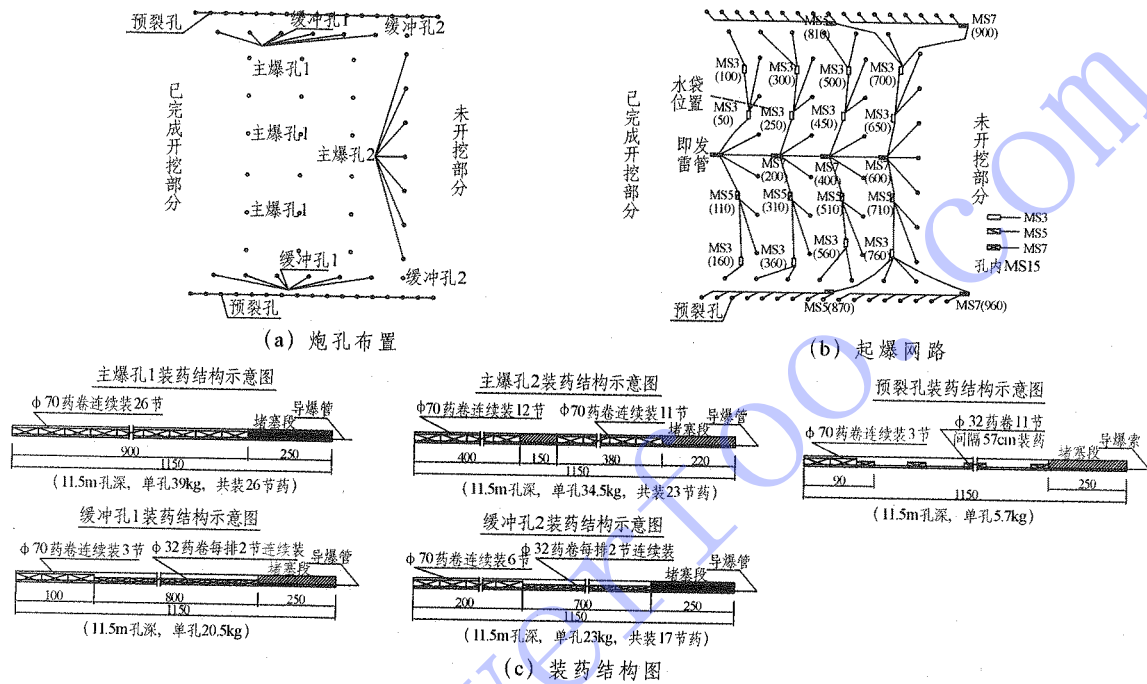 预裂孔
缓冲孔1
缓冲孔2
主爆孔1
主爆孔1
主爆孔2
主爆孔1
已完成开挖部分
未开挖部分
缓冲孔1
缓冲孔2
预裂孔
(a) 炮孔布置
MS5
(810)
MS7
(900)
MS3
(100)
MS3
(300)
MS3
(500)
MS3
(700)
水袋
位置
MS3
(50)
MS3
(250)
MS3
(450)
MS3
(650)
已完成开挖部分
未开挖部分
即发
雷管
MS7
(200)
MS7
(400)
MS7
(600)
MS5
(110)
MS5
(310)
MS5
(510)
MS5
(710)
MS3
(160)
MS3
(360)
MS3
(560)
MS3
(760)
MS3
MS5
MS7
孔内MS15
预裂孔
MS5(870)
MS7(960)
(b) 起爆网路
主爆孔1装药结构示意图
φ70药卷连续装26节
堵塞段
导爆管
900
250
1150
(11.5m孔深, 单孔39kg, 共装26节药)
主爆孔2装药结构示意图
φ70药卷连续装12节
φ70药卷连续装11节
堵塞段
导爆管
400
150
380
220
1150
(11.5m孔深, 单孔34.5kg, 共装23节药)
预裂孔装药结构示意图
φ70药卷连续装3节
φ32药卷11节
间隔57cm装药
堵塞段
导爆索
90
1150
250
(11.5m孔深, 单孔5.7kg)
缓冲孔1装药结构示意图
φ70药卷连续装3节
φ32药卷每排2节连续装
堵塞段
导爆管
100
800
250
1150
(11.5m孔深, 单孔20.5kg)
缓冲孔2装药结构示意图
φ70药卷连续装6节
φ32药卷每排2节连续装
堵塞段
导爆管
200
700
250
1150
(11.5m孔深, 单孔23kg, 共装17节药)
(c) 装药结构图